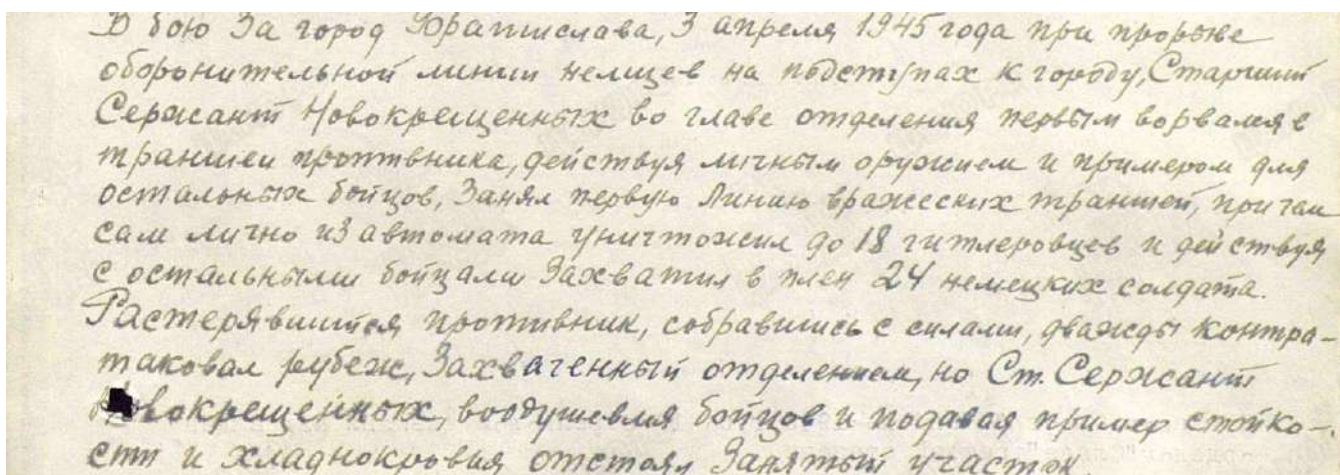 В бою За город Братислава, 3 апреля 1945 года при прорыве
оборонительной линии немцев на подступах к городу, Старший
Сержант Новокрещенных во главе отделения первым ворвался в
траншеи противника, действуя личным оружием и примером для
остальных бойцов, Занял первую Линию вражеских траншей, при чем
сам лично из автомата уничтожил до 18 гитлеровцев и действуя
с остальными бойцами Захватил в плен 24 немецких солдата.
Растерявшийся противник, собравшись с силами, дважды контра-
таковал рубеж, Захваченный отделением, но Ст. Сержант
вокрещенных, воодушевляя бойцов и подавая пример стойко-
сти и хладнокровия отстоял Занятый участок.